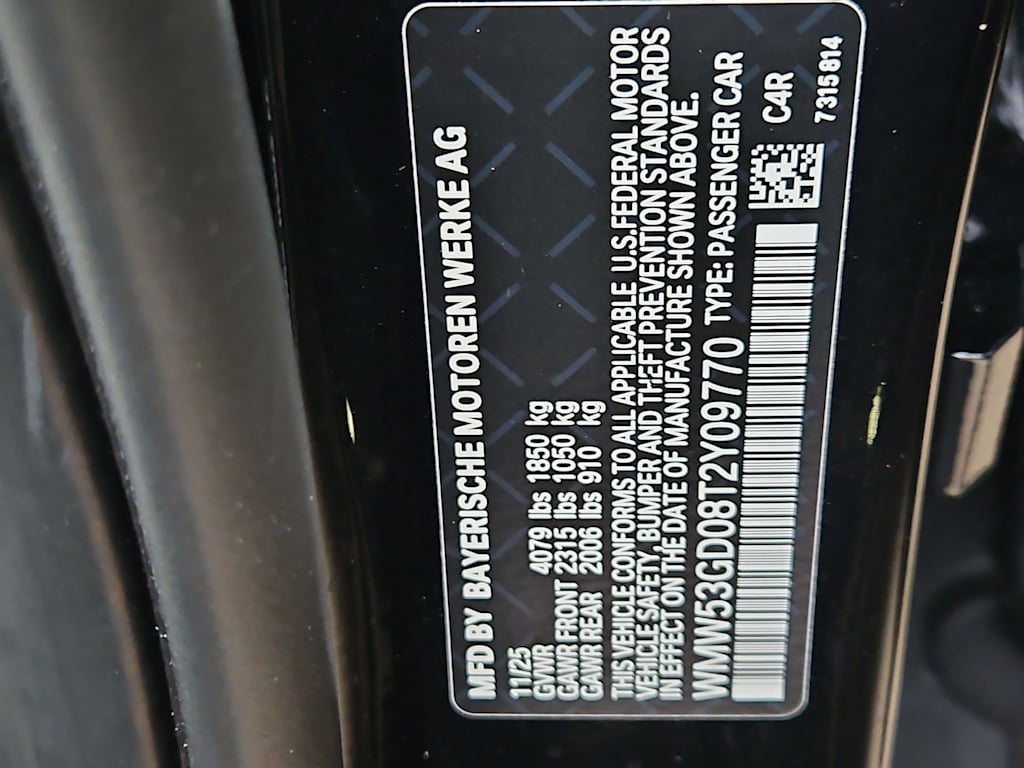 MFD BY BAYERISCHE MOTOREN WERKE AG
11/25
GVWR 4079 lbs 1850 kg
GAWR FRONT 2315 lbs 1050 kg
GAWR REAR 2006 lbs 910 kg
THIS VEHICLE CONFORMS TO ALL APPLICABLE U.S.FEDERAL MOTOR
VEHICLE SAFETY, BUMPER AND THEFT PREVENTION STANDARDS
IN EFFECT ON THE DATE OF MANUFACTURE SHOWN ABOVE.
WMW53GD08T2Y09770 TYPE: PASSENGER CAR
C4R
7315814